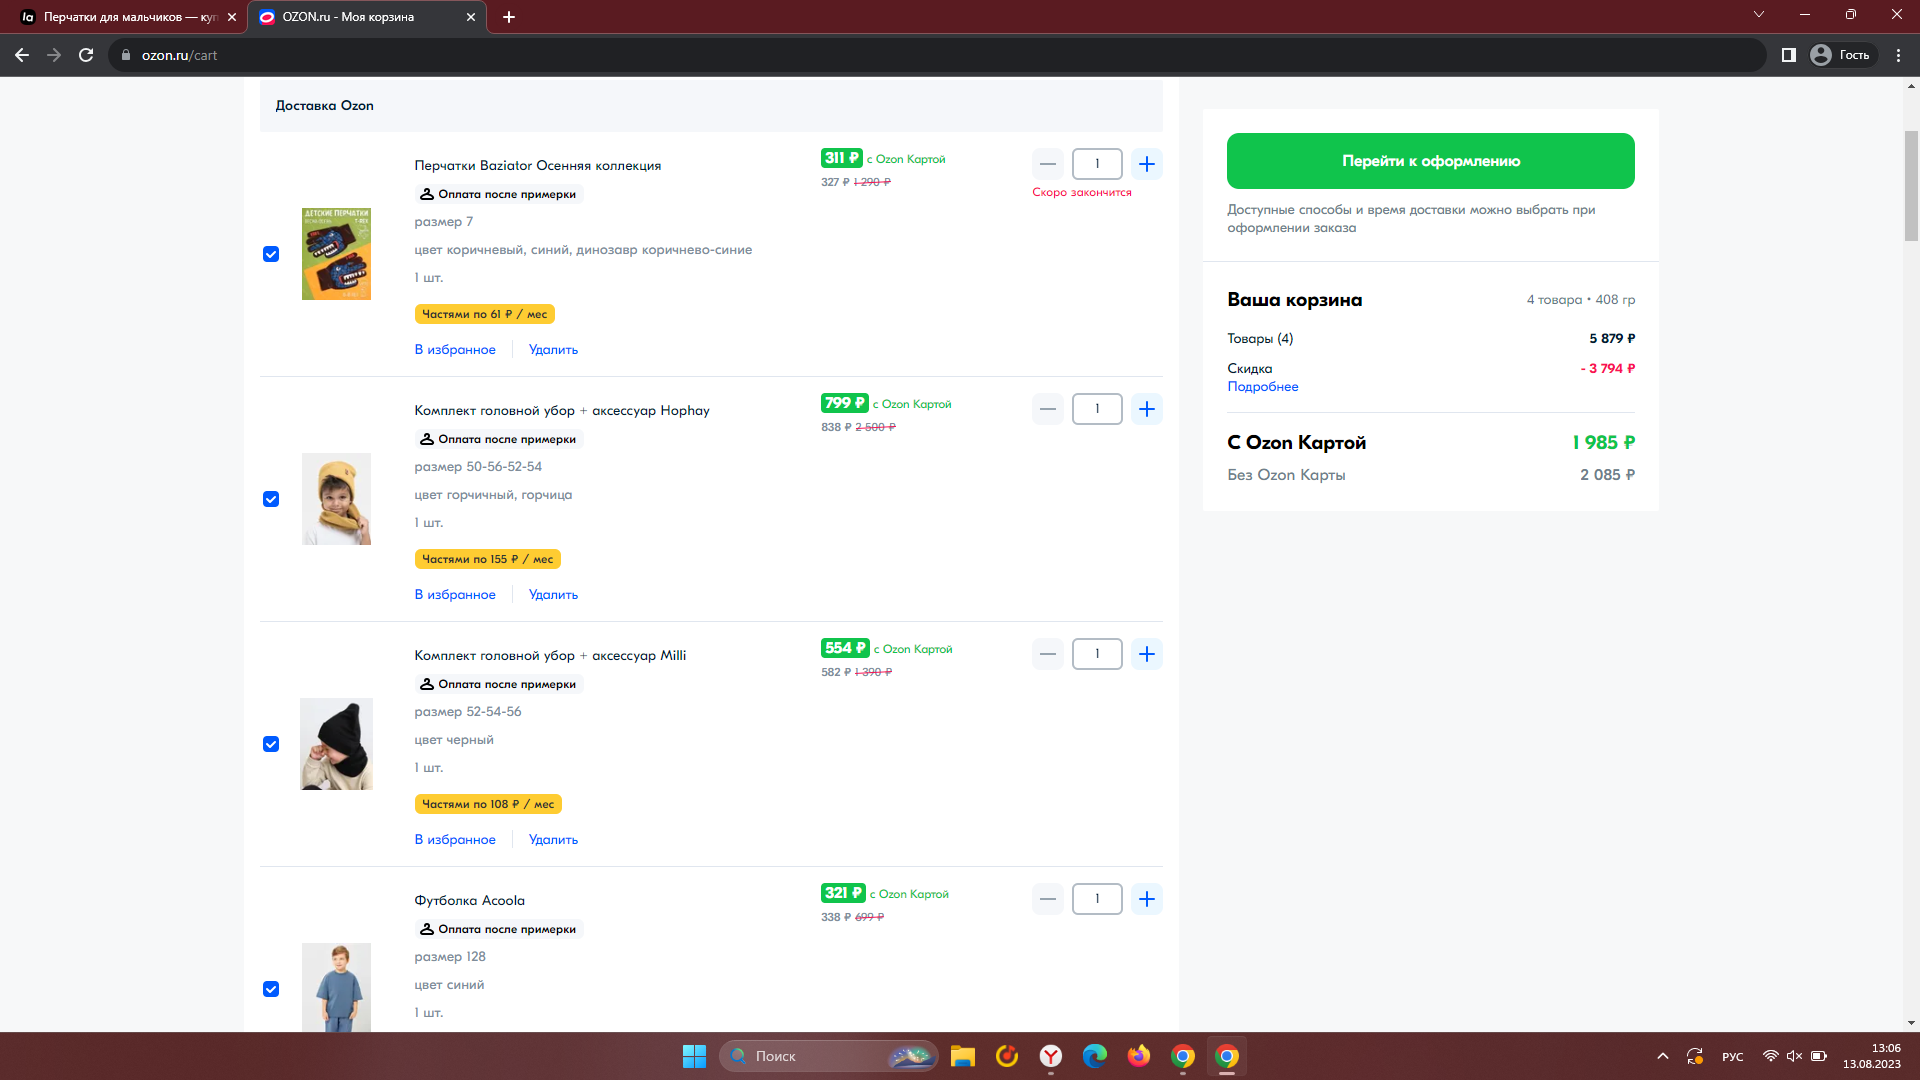 Перчатки для мальчиков — куп
OZON.ru - Моя корзина
ozon.ru/cart
Гость
Доставка Ozon
Перчатки Baziator Осенняя коллекция
Оплата после примерки
размер 7
цвет коричневый, синий, динозавр коричнево-синие
1 шт.
Частями по 61 ₽ / мес
В избранное
Удалить
311 ₽ с Ozon Картой
327 ₽ 1 290 ₽
1
Скоро закончится
ДЕТСКИЕ ПЕРЧАТКИ
Комплект головной убор + аксессуар Hophay
Оплата после примерки
размер 50-56-52-54
цвет горчичный, горчица
1 шт.
Частями по 155 ₽ / мес
В избранное
Удалить
799 ₽ с Ozon Картой
838 ₽ 2 500 ₽
1
Комплект головной убор + аксессуар Milli
Оплата после примерки
размер 52-54-56
цвет черный
1 шт.
Частями по 108 ₽ / мес
В избранное
Удалить
554 ₽ с Ozon Картой
582 ₽ 1 390 ₽
1
Футболка Acoola
Оплата после примерки
размер 128
цвет синий
1 шт.
321 ₽ с Ozon Картой
338 ₽ 699 ₽
1
Перейти к оформлению
Доступные способы и время доставки можно выбрать при
оформлении заказа
Ваша корзина
4 товара • 408 гр
Товары (4)
5 879 ₽
Скидка
- 3 794 ₽
Подробнее
С Ozon Картой
1 985 ₽
Без Ozon Карты
2 085 ₽
Поиск
РУС
13:06
13.08.2023